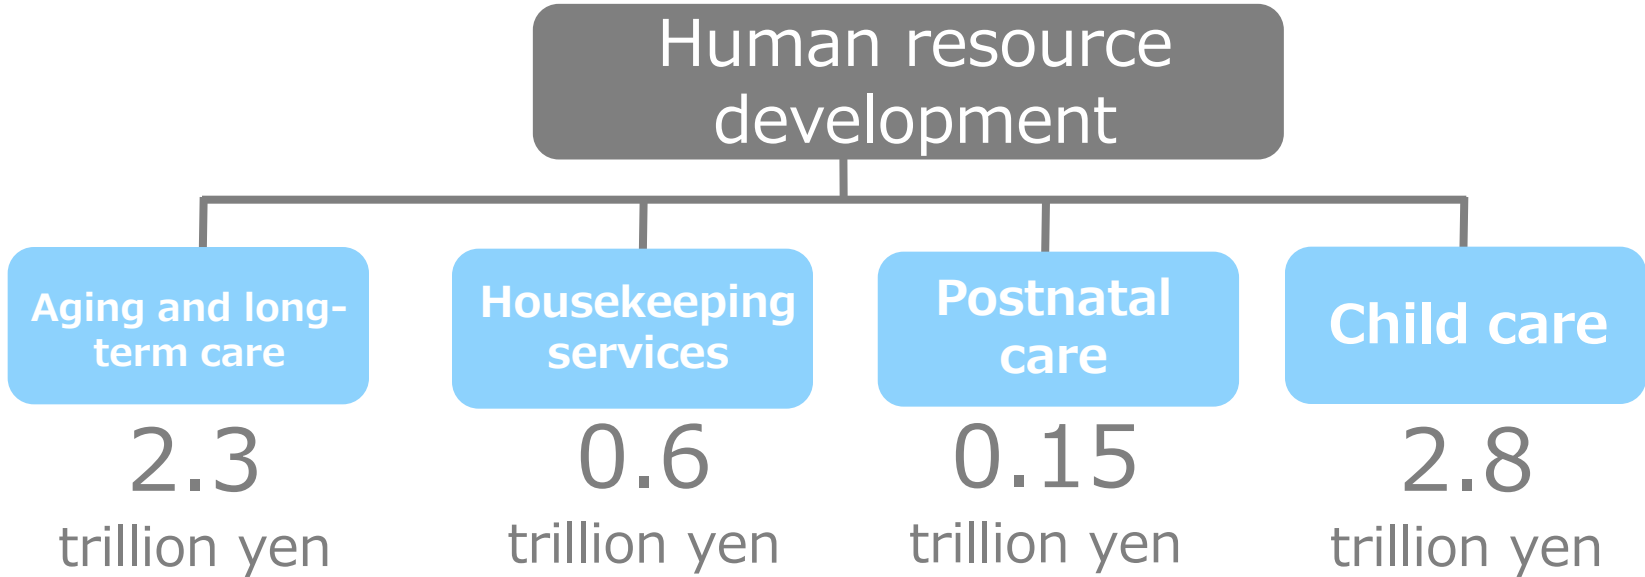 Human resource
development
Aging and long-
term care
Housekeeping
services
Postnatal
care
Child care
2.3
trillion yen
0.6
trillion yen
0.15
trillion yen
2.8
trillion yen